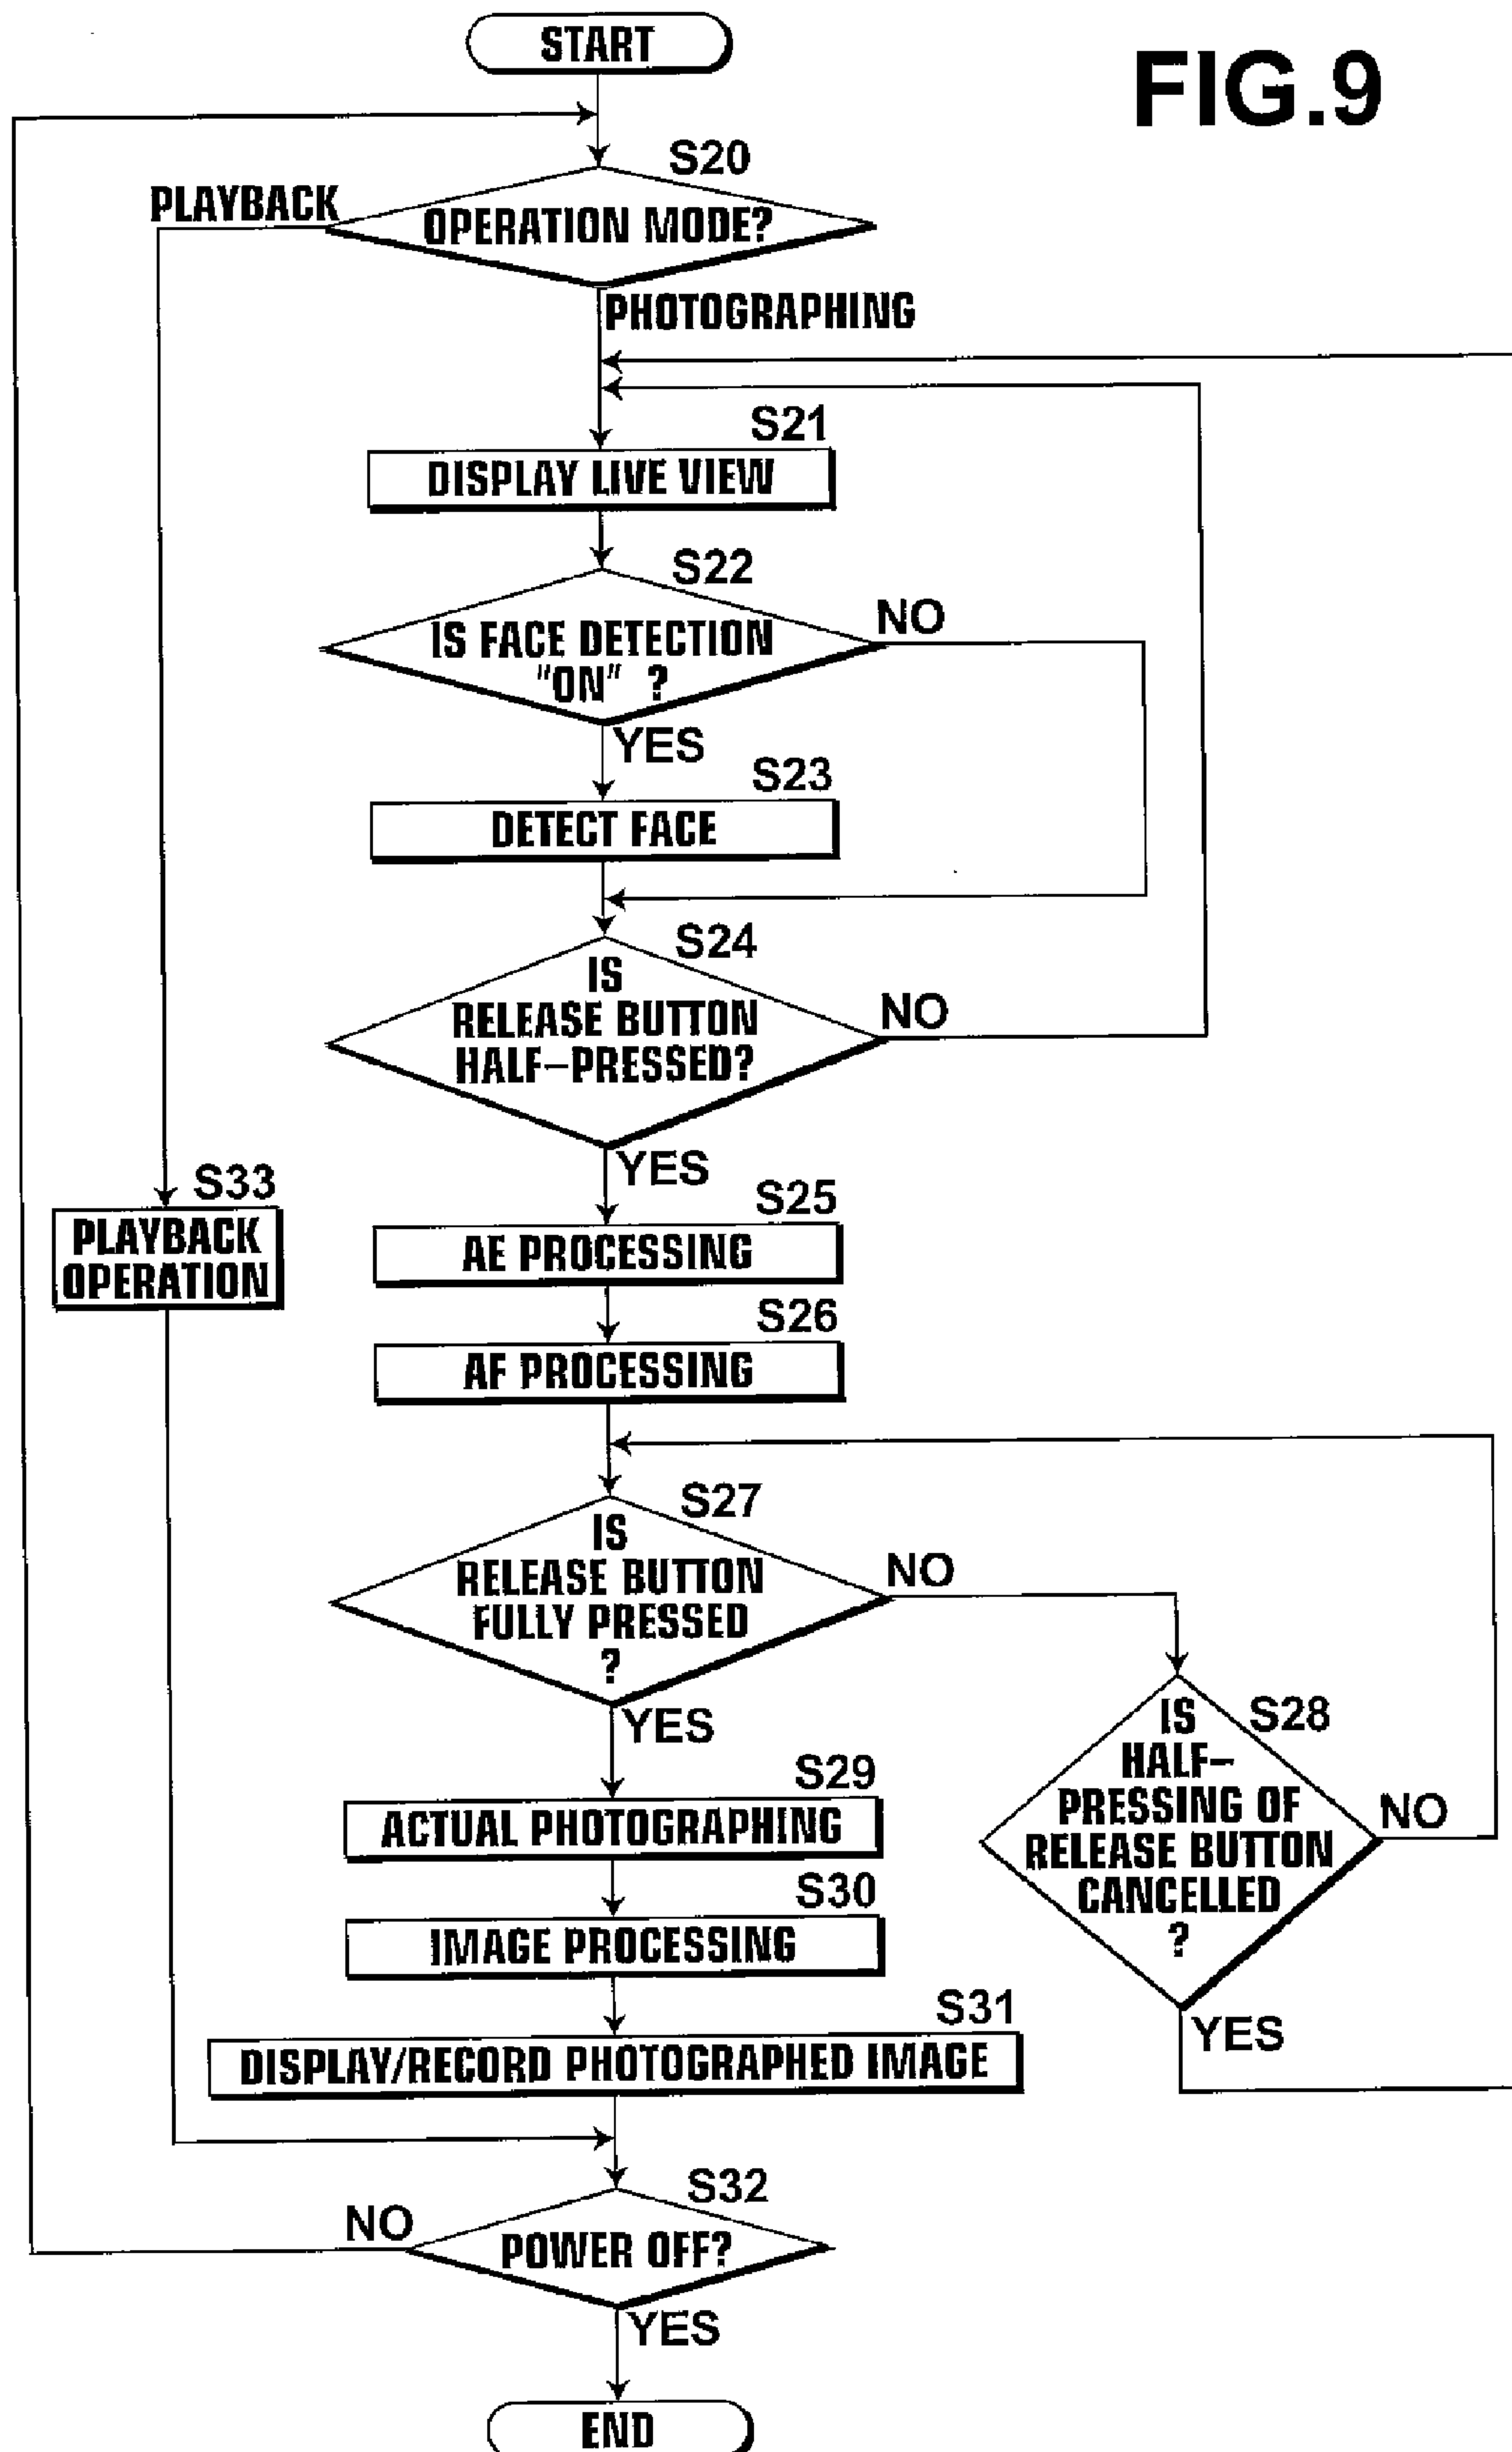 START
FIG.9
S20
PLAYBACK
OPERATION MODE?
PHOTOGRAPHING
S21
DISPLAY LIVE VIEW
S22
IS FACE DETECTION
"ON" ?
NO
YES
S23
DETECT FACE
S24
IS
RELEASE BUTTON
HALF-PRESSED?
NO
YES
S33
PLAYBACK
OPERATION
S25
AE PROCESSING
S26
AF PROCESSING
S27
IS
RELEASE BUTTON
FULLY PRESSED
?
NO
YES
S28
IS
HALF-
PRESSING OF
RELEASE BUTTON
CANCELLED
?
NO
YES
S29
ACTUAL PHOTOGRAPHING
S30
IMAGE PROCESSING
S31
DISPLAY/RECORD PHOTOGRAPHED IMAGE
S32
NO
POWER OFF?
YES
END